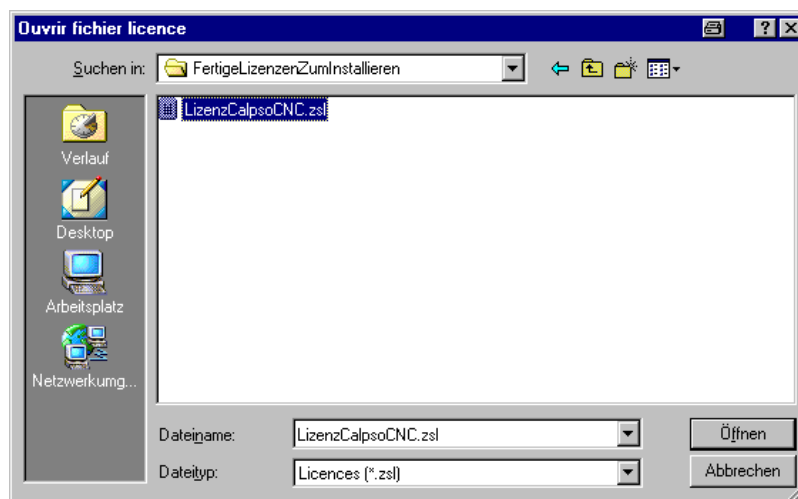 Ouvrir fichier licence
Suchen in: FertigeLizenzenZumInstallieren
LizenzCalpsoCNC.zsl
Verlauf
Desktop
Arbeitsplatz
Netzwerkumg...
Dateiname: LizenzCalpsoCNC.zsl Öffnen
Dateityp: Licences (*.zsl) Abbrechen